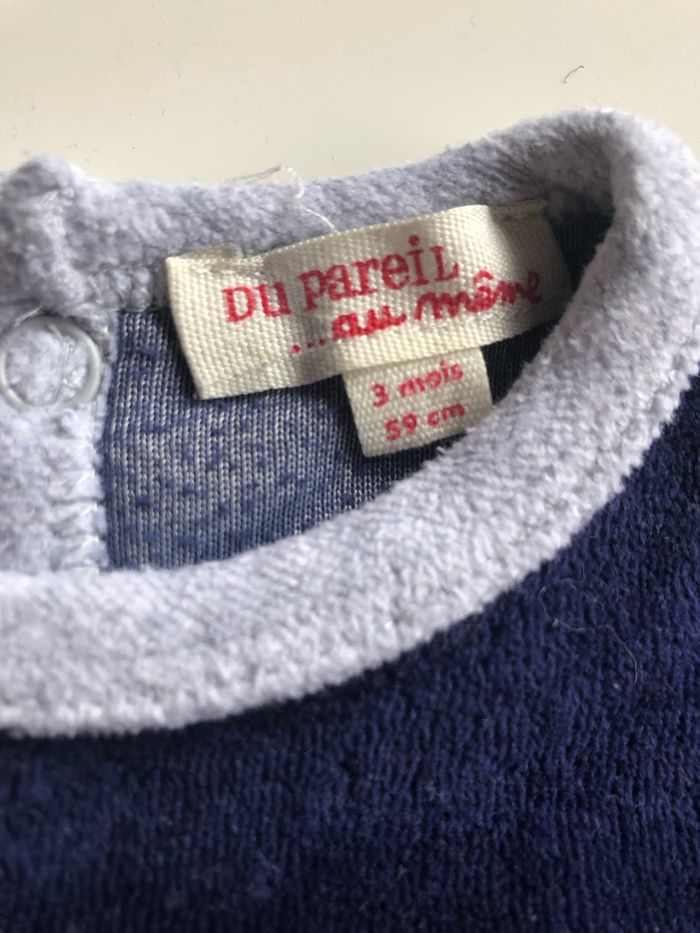 DU pareiL
...au même
3 mois
59 cm